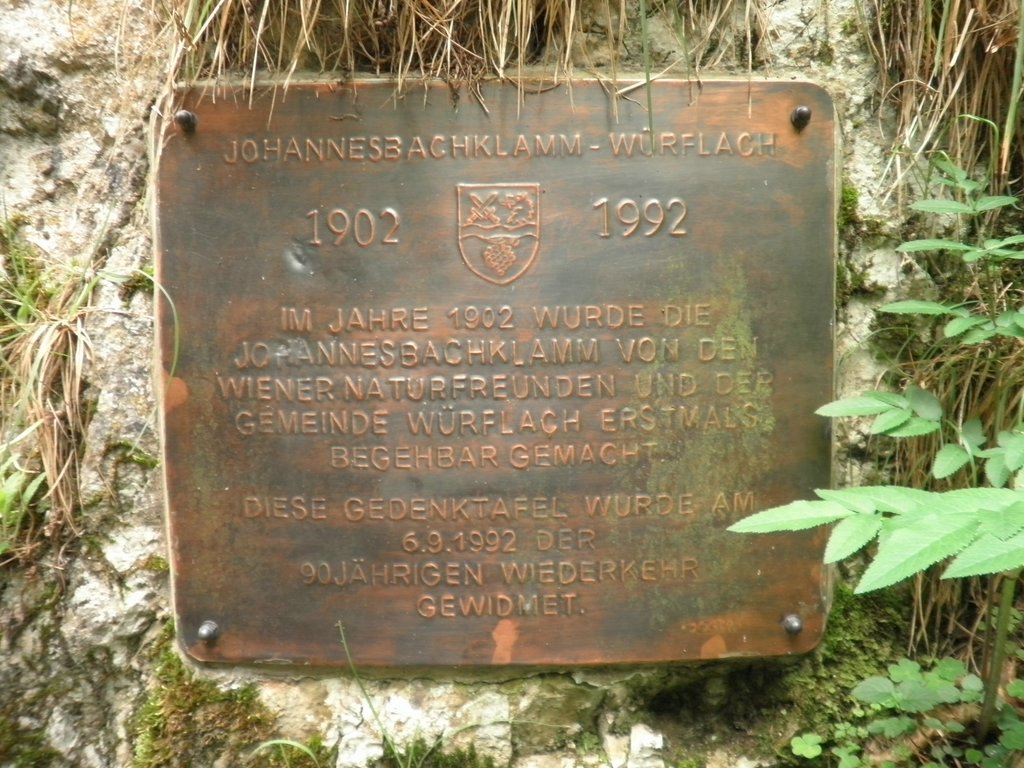 JOHANNESBACHKLAMM - WÜRFLACH
1902 1992
IM JAHRE 1902 WURDE DIE
JOHANNESBACHKLAMM VON DEN
WIENER NATURFREUNDEN UND DER
GEMEINDE WÜRFLACH ERSTMALS
BEGEHBAR GEMACHT.
DIESE GEDENKTAFEL WURDE AM
6.9.1992 DER
90JÄHRIGEN WIEDERKEHR
GEWIDMET.